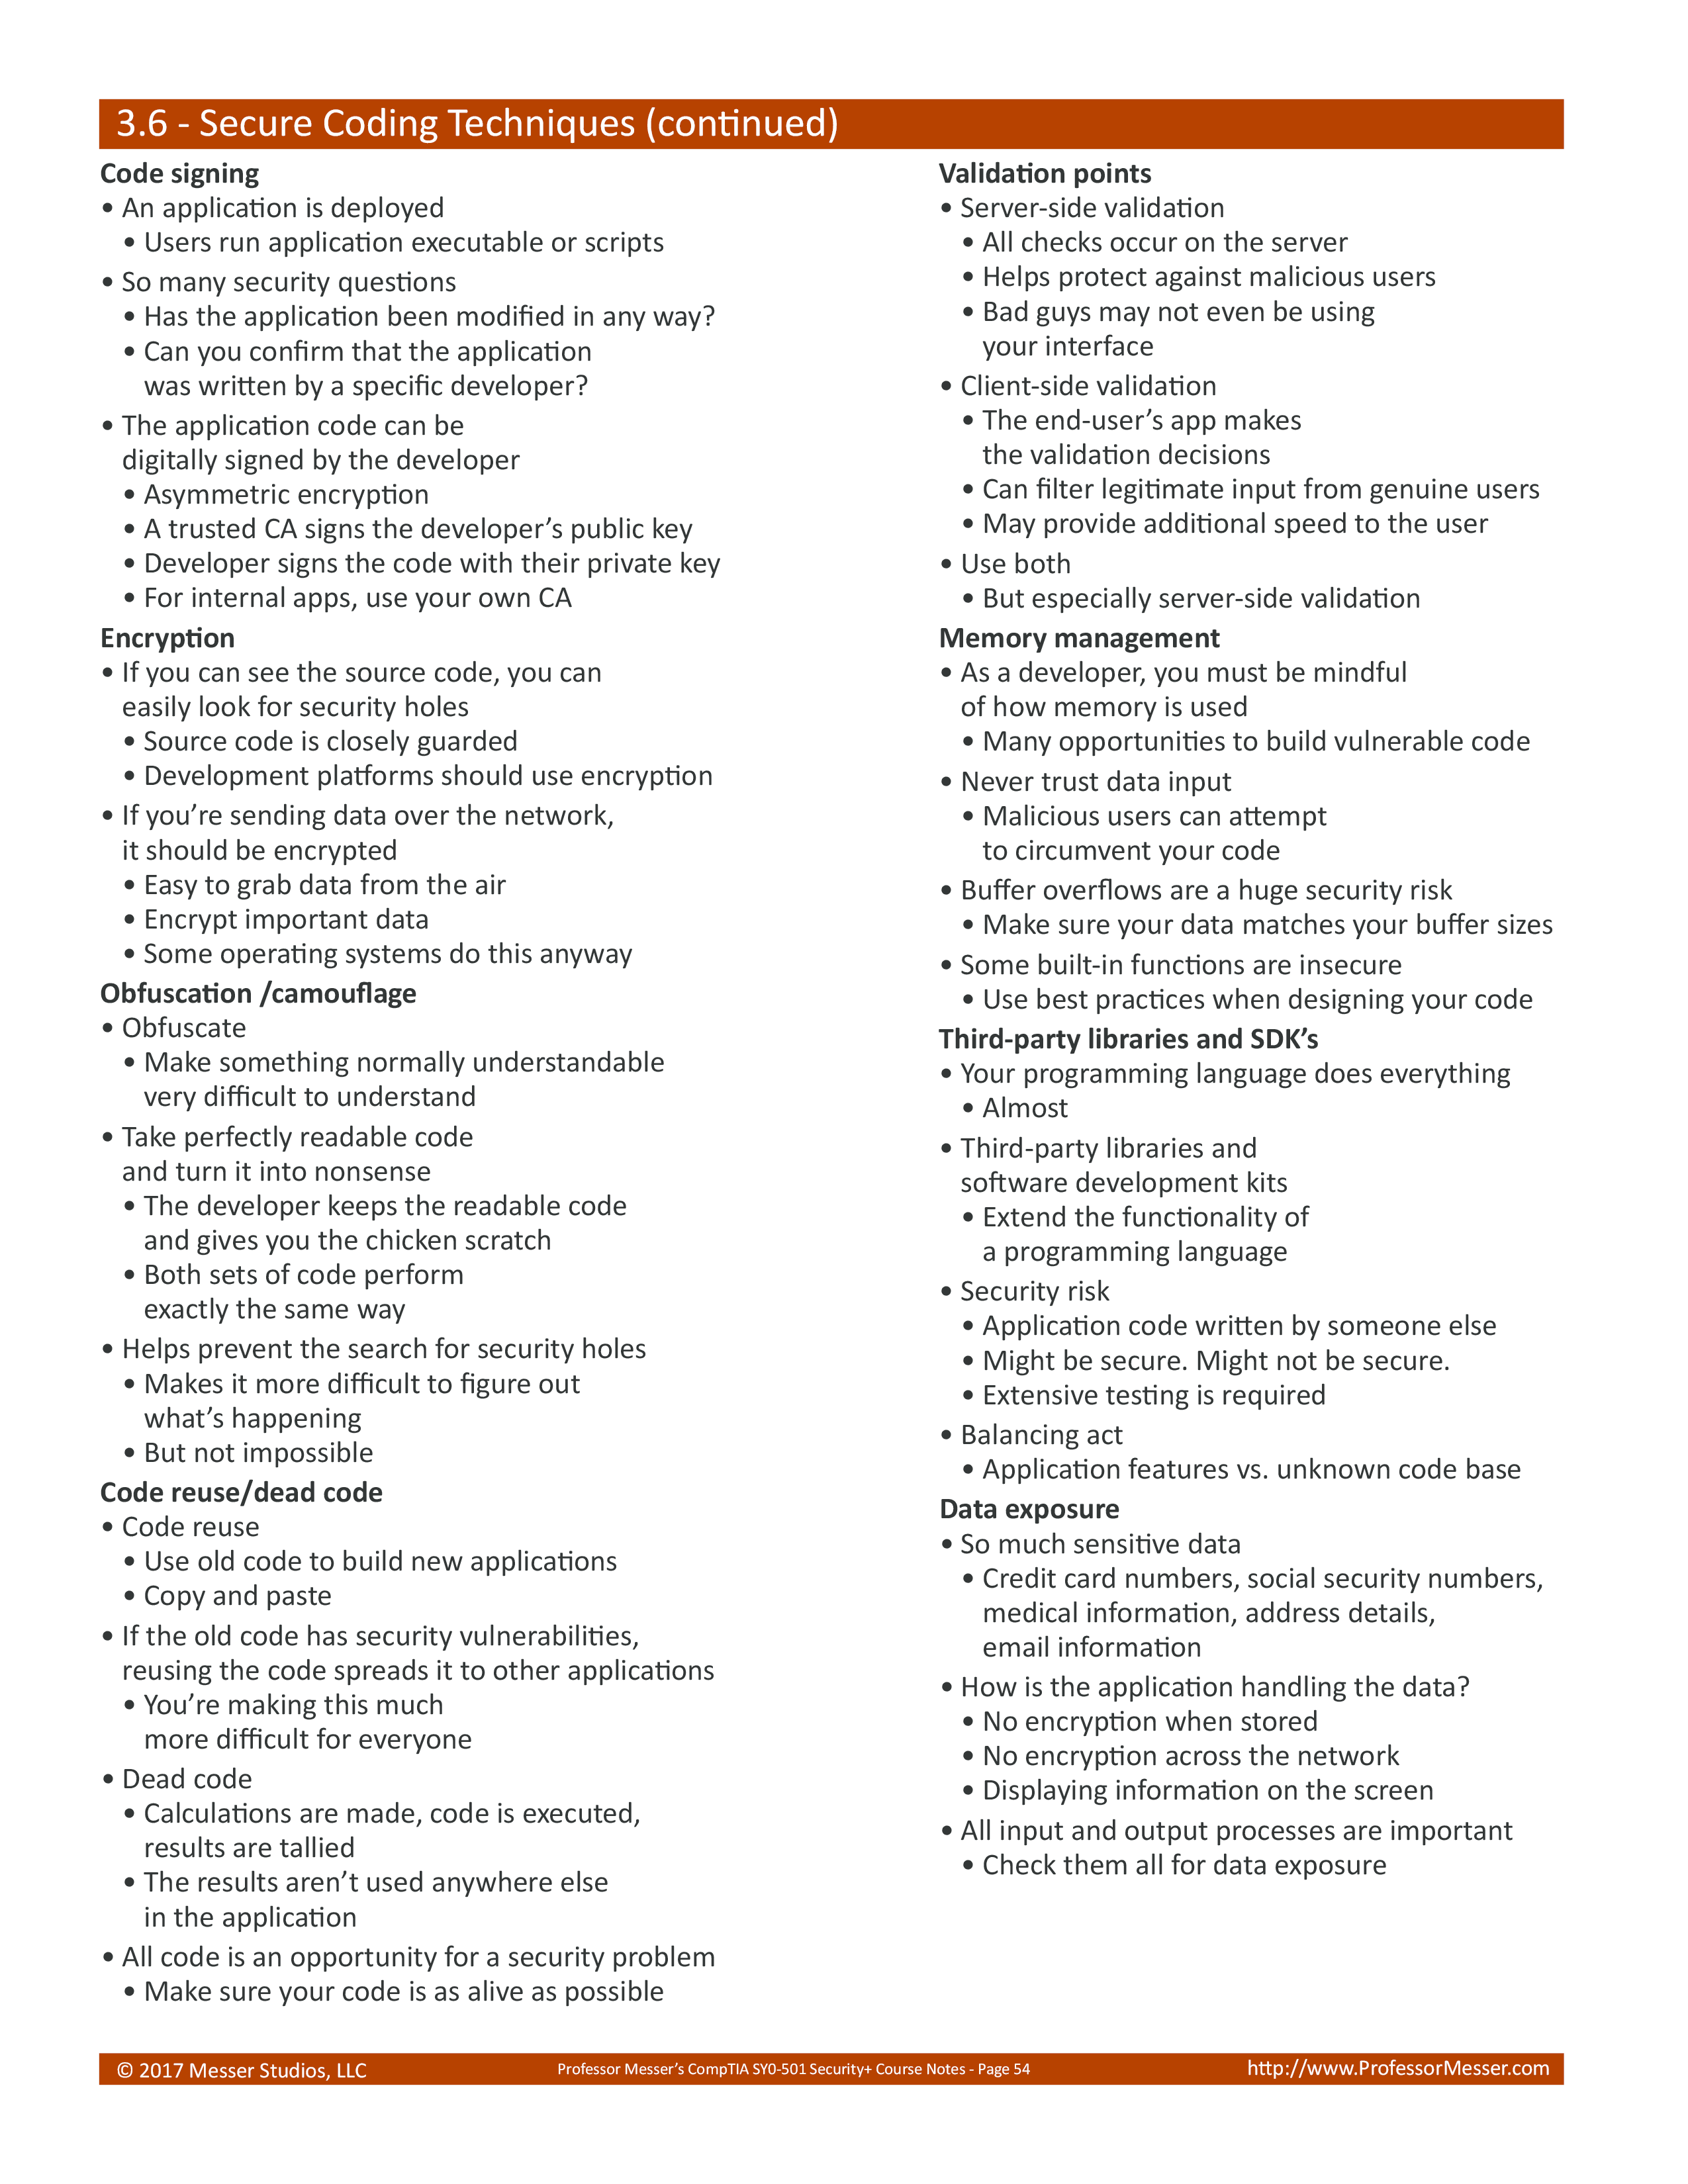 3.6 - Secure Coding Techniques (continued)
Code signing
• An application is deployed
• Users run application executable or scripts
• So many security questions
• Has the application been modified in any way?
• Can you confirm that the application
was written by a specific developer?
• The application code can be
digitally signed by the developer
• Asymmetric encryption
• A trusted CA signs the developer’s public key
• Developer signs the code with their private key
• For internal apps, use your own CA
Encryption
• If you can see the source code, you can
easily look for security holes
• Source code is closely guarded
• Development platforms should use encryption
• If you’re sending data over the network,
it should be encrypted
• Easy to grab data from the air
• Encrypt important data
• Some operating systems do this anyway
Obfuscation /camouflage
• Obfuscate
• Make something normally understandable
very difficult to understand
• Take perfectly readable code
and turn it into nonsense
• The developer keeps the readable code
and gives you the chicken scratch
• Both sets of code perform
exactly the same way
• Helps prevent the search for security holes
• Makes it more difficult to figure out
what’s happening
• But not impossible
Code reuse/dead code
• Code reuse
• Use old code to build new applications
• Copy and paste
• If the old code has security vulnerabilities,
reusing the code spreads it to other applications
• You’re making this much
more difficult for everyone
• Dead code
• Calculations are made, code is executed,
results are tallied
• The results aren’t used anywhere else
in the application
• All code is an opportunity for a security problem
• Make sure your code is as alive as possible
Validation points
• Server-side validation
• All checks occur on the server
• Helps protect against malicious users
• Bad guys may not even be using
your interface
• Client-side validation
• The end-user’s app makes
the validation decisions
• Can filter legitimate input from genuine users
• May provide additional speed to the user
• Use both
• But especially server-side validation
Memory management
• As a developer, you must be mindful
of how memory is used
• Many opportunities to build vulnerable code
• Never trust data input
• Malicious users can attempt
to circumvent your code
• Buffer overflows are a huge security risk
• Make sure your data matches your buffer sizes
• Some built-in functions are insecure
• Use best practices when designing your code
Third-party libraries and SDK’s
• Your programming language does everything
• Almost
• Third-party libraries and
software development kits
• Extend the functionality of
a programming language
• Security risk
• Application code written by someone else
• Might be secure. Might not be secure.
• Extensive testing is required
• Balancing act
• Application features vs. unknown code base
Data exposure
• So much sensitive data
• Credit card numbers, social security numbers,
medical information, address details,
email information
• How is the application handling the data?
• No encryption when stored
• No encryption across the network
• Displaying information on the screen
• All input and output processes are important
• Check them all for data exposure
© 2017 Messer Studios, LLC
Professor Messer’s CompTIA SY0-501 Security+ Course Notes - Page 54
http://www.ProfessorMesser.com